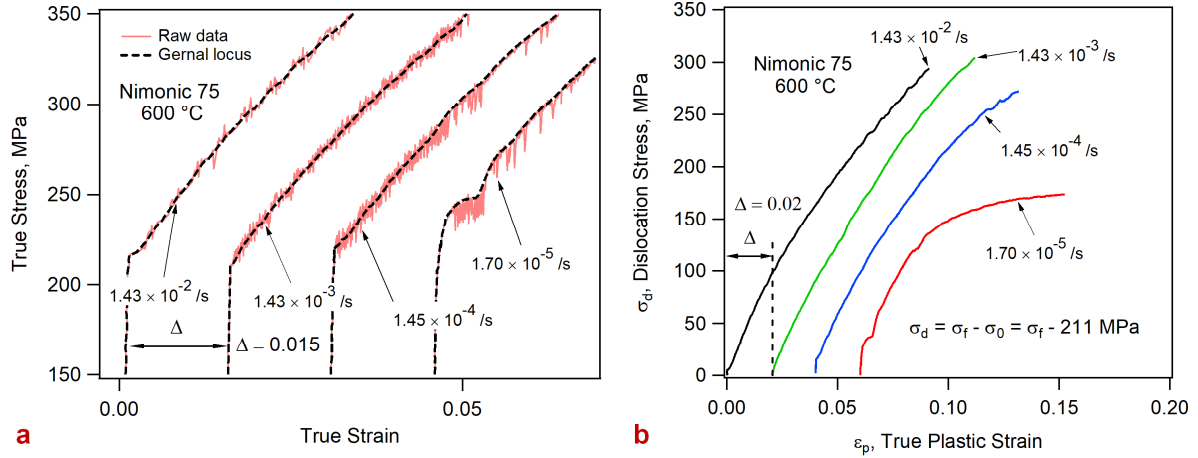 350
300
250
200
150
True Stress, MPa
Raw data
Gernal locus
Nimonic 75
600 °C
1.43 × 10⁻² /s
1.43 × 10⁻³ /s
1.45 × 10⁻⁴ /s
1.70 × 10⁻⁵ /s
Δ
Δ – 0.015
0.00
0.05
True Strain
a
350
300
250
200
150
100
50
0
σd, Dislocation Stress, MPa
1.43 × 10⁻² /s
1.43 × 10⁻³ /s
Nimonic 75
600 °C
1.45 × 10⁻⁴ /s
Δ = 0.02
Δ
1.70 × 10⁻⁵ /s
σd = σf - σ0 = σf - 211 MPa
0.00
0.05
0.10
0.15
0.20
εp, True Plastic Strain
b